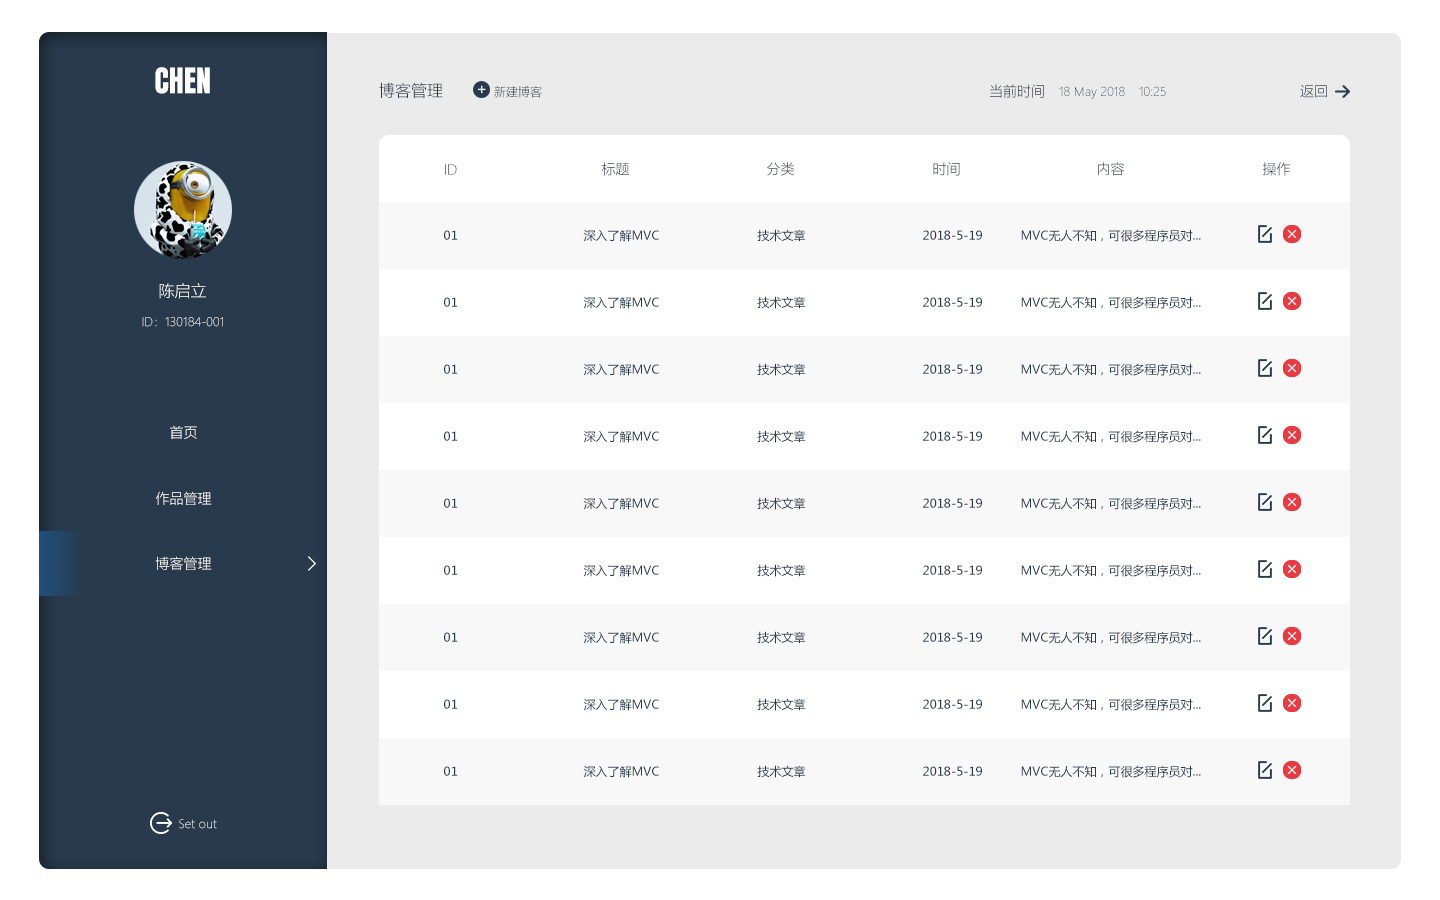 CHEN
陈启立
ID：130184-001
首页
作品管理
博客管理
Set out
博客管理 新建博客 当前时间 18 May 2018 10:25 返回
ID 标题 分类 时间 内容 操作
01 深入了解MVC 技术文章 2018-5-19 MVC无人不知，可很多程序员对...
01 深入了解MVC 技术文章 2018-5-19 MVC无人不知，可很多程序员对...
01 深入了解MVC 技术文章 2018-5-19 MVC无人不知，可很多程序员对...
01 深入了解MVC 技术文章 2018-5-19 MVC无人不知，可很多程序员对...
01 深入了解MVC 技术文章 2018-5-19 MVC无人不知，可很多程序员对...
01 深入了解MVC 技术文章 2018-5-19 MVC无人不知，可很多程序员对...
01 深入了解MVC 技术文章 2018-5-19 MVC无人不知，可很多程序员对...
01 深入了解MVC 技术文章 2018-5-19 MVC无人不知，可很多程序员对...
01 深入了解MVC 技术文章 2018-5-19 MVC无人不知，可很多程序员对...